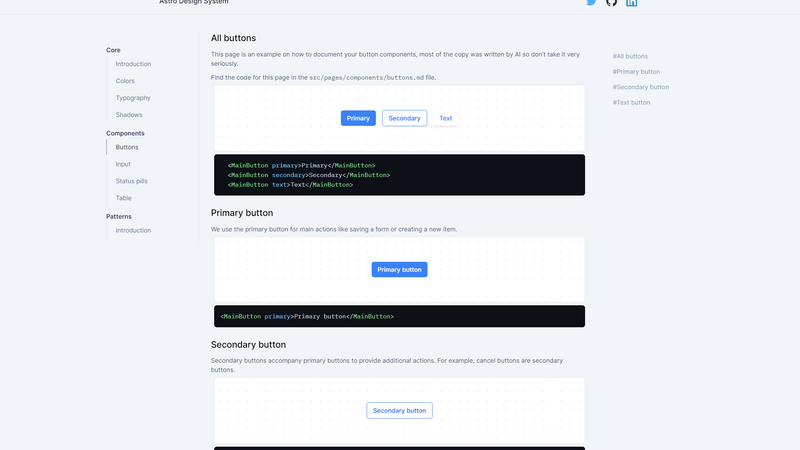 Astro Design System
Core
Introduction
Colors
Typography
Shadows
Components
Buttons
Input
Status pills
Table
Patterns
Introduction
All buttons
This page is an example on how to document your button components, most of the copy was written by AI so don't take it very
seriously.
Find the code for this page in the src/pages/components/buttons.md file.
Primary Secondary Text
<MainButton primary>Primary</MainButton>
<MainButton secondary>Secondary</MainButton>
<MainButton text>Text</MainButton>
Primary button
We use the primary button for main actions like saving a form or creating a new item.
Primary button
<MainButton primary>Primary button</MainButton>
Secondary button
Secondary buttons accompany primary buttons to provide additional actions. For example, cancel buttons are secondary
buttons.
Secondary button
#All buttons
#Primary button
#Secondary button
#Text button